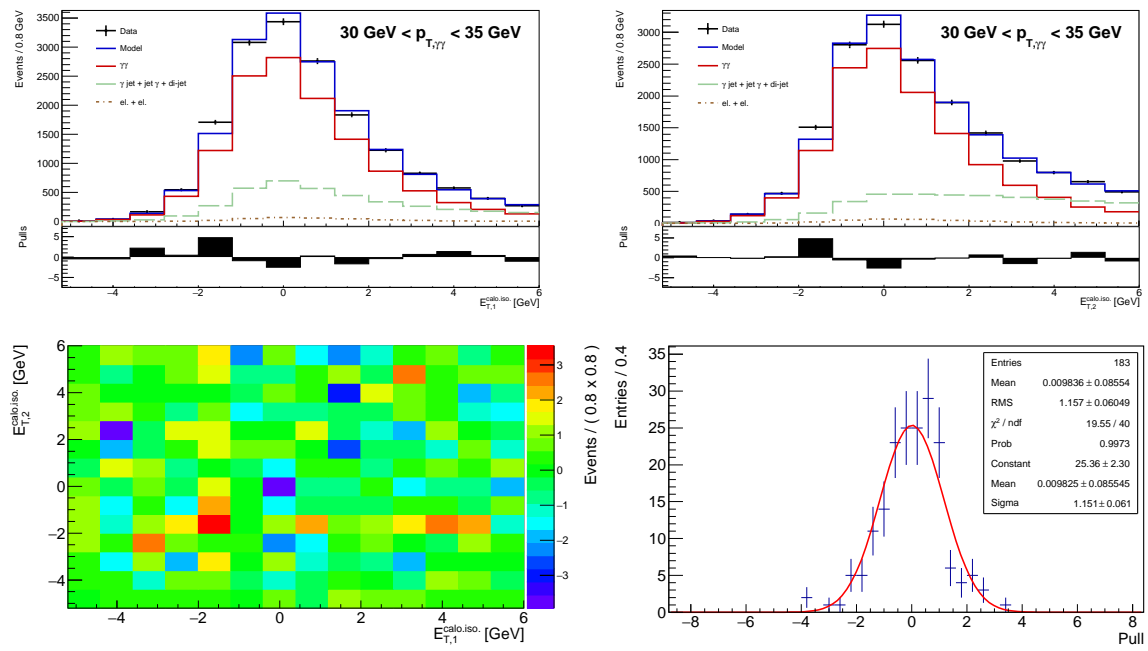 30 GeV < p_T,γγ < 35 GeV
Events / 0.8 GeV
3500
3000
2500
2000
1500
1000
500
0
Data
Model
γγ
γ jet + jet γ + di-jet
el. + el.
Pulls
5
0
−5
−4 −2 0 2 4 6
E_T,1^calo.iso. [GeV]
30 GeV < p_T,γγ < 35 GeV
Events / 0.8 GeV
3000
2500
2000
1500
1000
500
0
Data
Model
γγ
γ jet + jet γ + di-jet
el. + el.
Pulls
5
0
−5
−4 −2 0 2 4 6
E_T,2^calo.iso. [GeV]
E_T,2^calo.iso. [GeV]
6
4
2
0
−2
−4
−4 −2 0 2 4 6
E_T,1^calo.iso. [GeV]
3
2
1
0
−1
−2
−3
Events / ( 0.8 x 0.8 )
Entries / 0.4
35
30
25
20
15
10
5
0
−8 −6 −4 −2 0 2 4 6 8
Pull
Entries 183
Mean 0.009836 ± 0.08554
RMS 1.157 ± 0.06049
χ² / ndf 19.55 / 40
Prob 0.9973
Constant 25.36 ± 2.30
Mean 0.009825 ± 0.085545
Sigma 1.151 ± 0.061